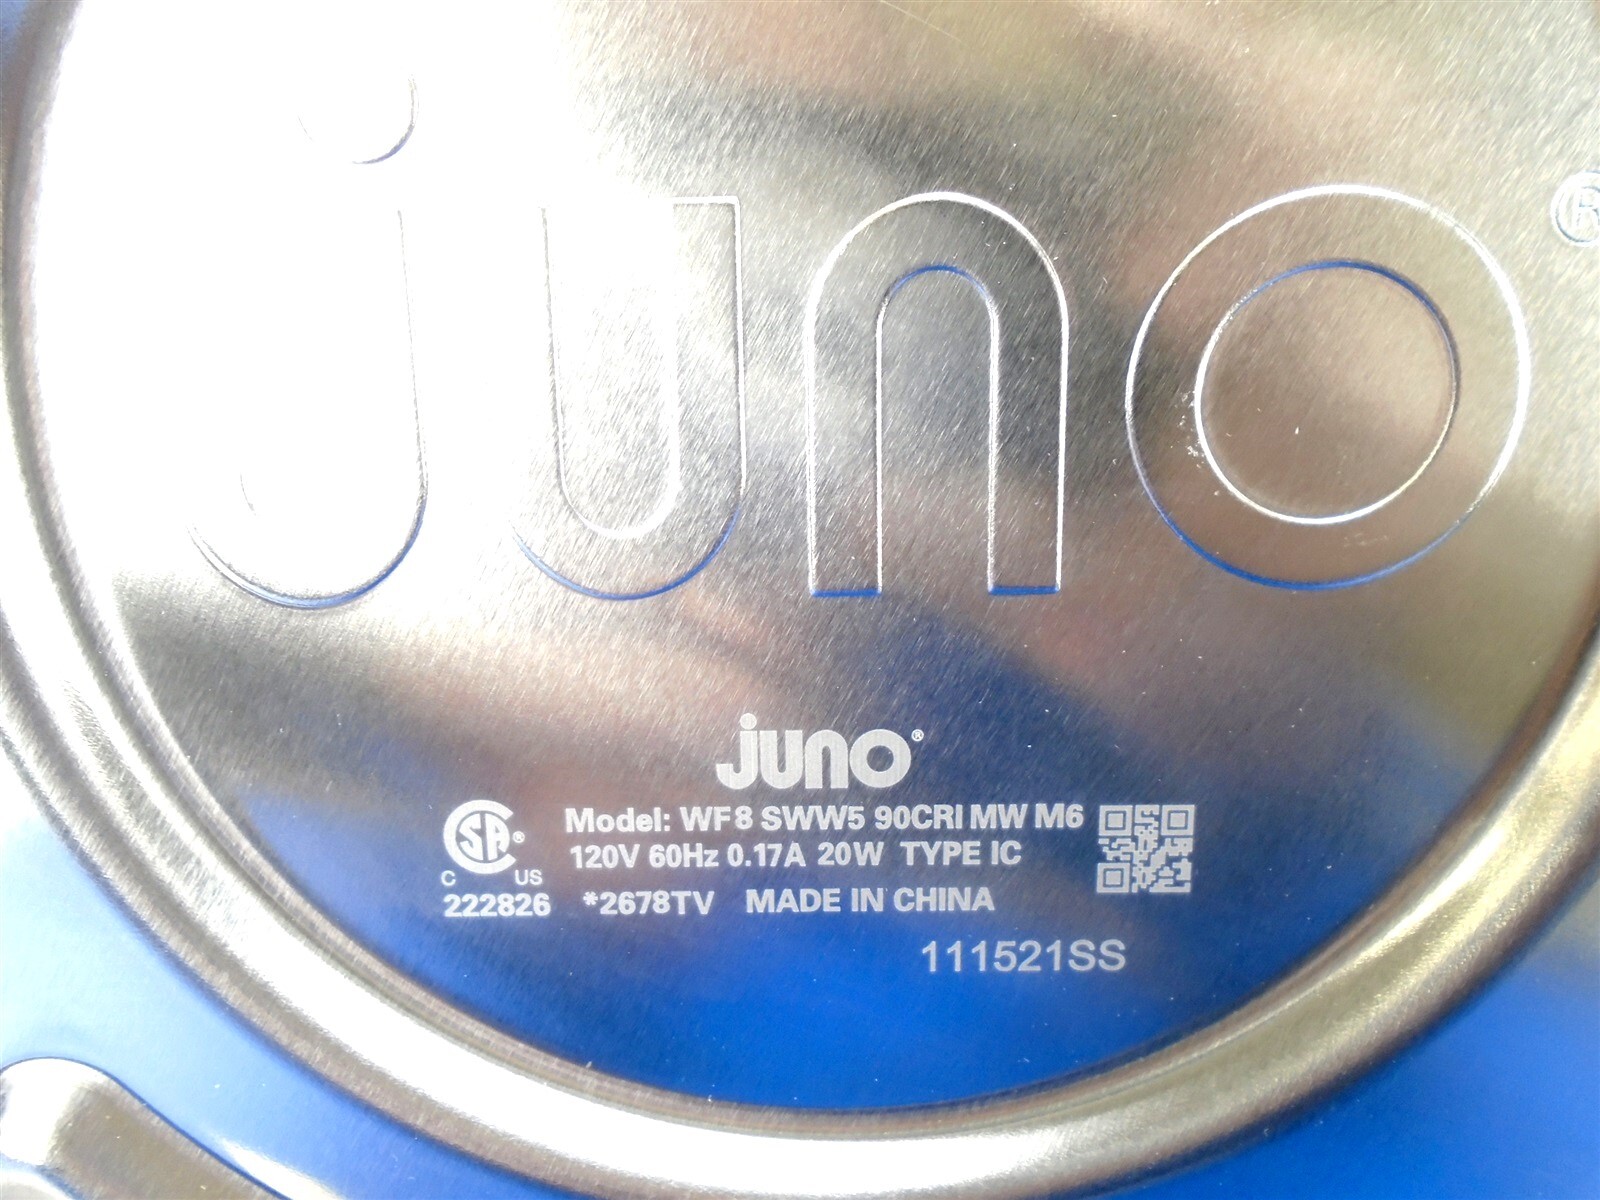 juno®
juno®
Model: WF8 SWW5 90CRI MW M6
120V 60Hz 0.17A 20W TYPE IC
SA®
C US
222826 *2678TV MADE IN CHINA
111521SS